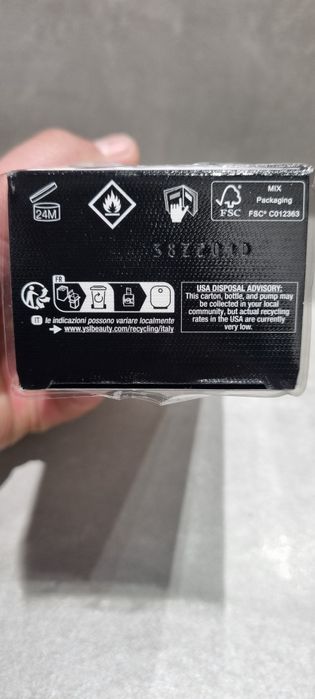 24M
FSC
MIX
Packaging
FSC® C012363
FR
IT le indicazioni possono variare localmente
www.yslbeauty.com/recycling/italy
USA DISPOSAL ADVISORY:
This carton, bottle, and pump may
be collected in your local
community, but actual recycling
rates in the USA are currently
very low.